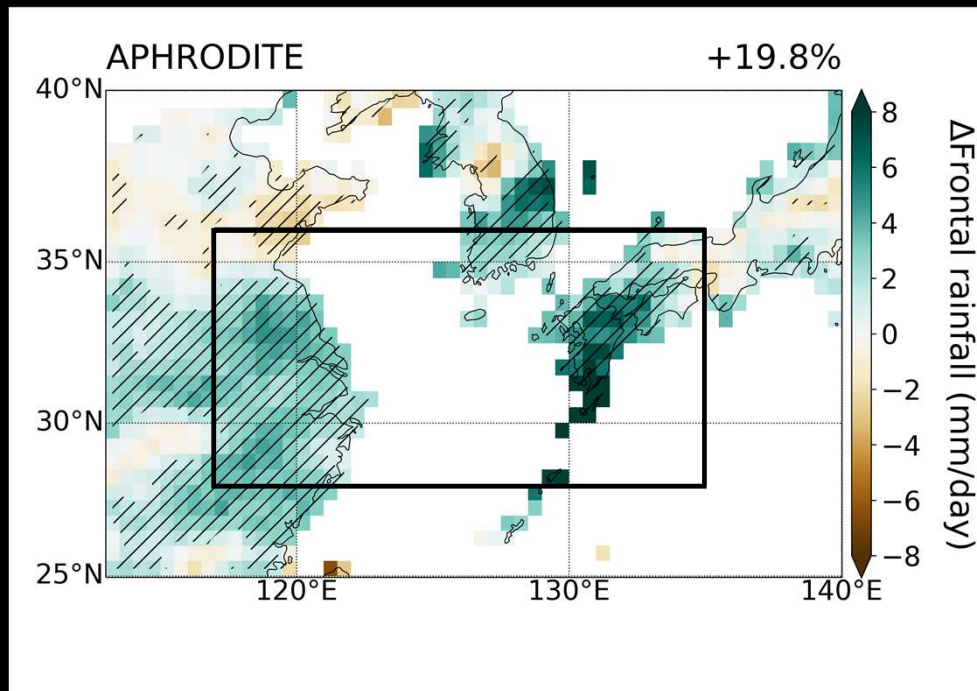 APHRODITE +19.8%
40°N
35°N
30°N
25°N
120°E 130°E 140°E
8
6
4
2
0
−2
−4
−6
−8
ΔFrontal rainfall (mm/day)